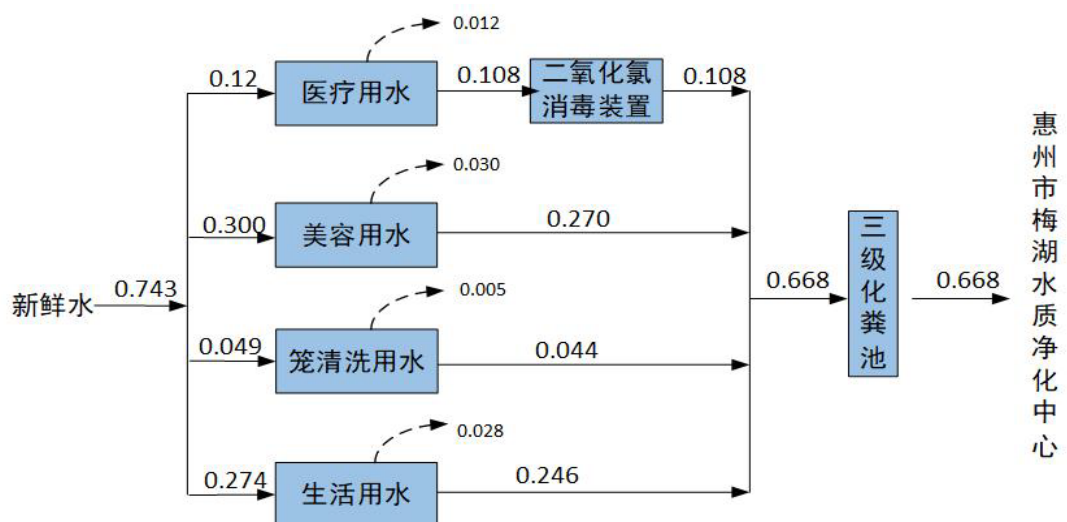 0.012
0.12
医疗用水
0.108
二氧化氯
消毒装置
0.108
0.030
0.300
美容用水
0.270
新鲜水
0.743
0.005
0.049
笼清洗用水
0.044
0.028
0.274
生活用水
0.246
0.668
三级化粪池
0.668
惠州市梅湖水质净化中心